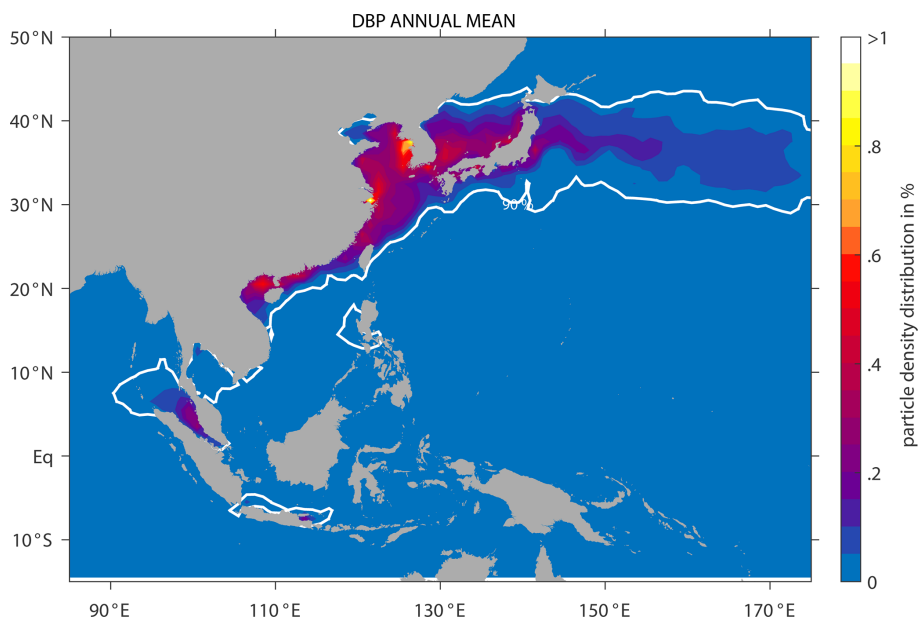 DBP ANNUAL MEAN
50°N
40°N
30°N
20°N
10°N
Eq
10°S
90°E
110°E
130°E
150°E
170°E
90 %
>1
.8
.6
.4
.2
0
particle density distribution in %